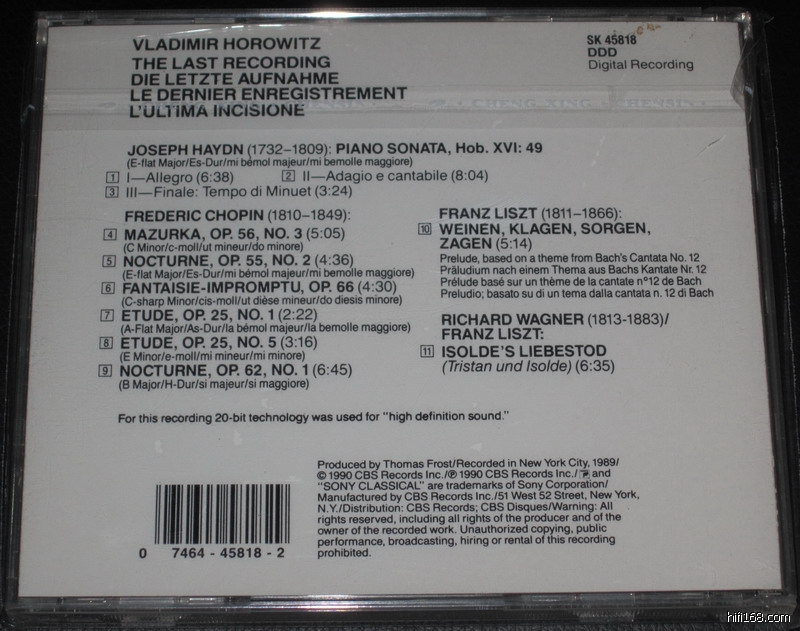 VLADIMIR HOROWITZ
THE LAST RECORDING
DIE LETZTE AUFNAHME
LE DERNIER ENREGISTREMENT
L'ULTIMA INCISIONE
SK 45818
DDD
Digital Recording
CHENG XING
JOSEPH HAYDN (1732–1809): PIANO SONATA, Hob. XVI: 49
(E-flat Major/Es-Dur/mi bémol majeur/mi bemolle maggiore)
1 I—Allegro (6:38) 2 II—Adagio e cantabile (8:04)
3 III—Finale: Tempo di Minuet (3:24)
FREDERIC CHOPIN (1810–1849):
4 MAZURKA, OP. 56, NO. 3 (5:05)
(C Minor/c-moll/ut mineur/do minore)
5 NOCTURNE, OP. 55, NO. 2 (4:36)
(E-flat Major/Es-Dur/mi bémol majeur/mi bemolle maggiore)
6 FANTAISIE-IMPROMPTU, OP. 66 (4:30)
(C-sharp Minor/cis-moll/ut dièse mineur/do diesis minore)
7 ETUDE, OP. 25, NO. 1 (2:22)
(A-Flat Major/As-Dur/la bémol majeur/la bemolle maggiore)
8 ETUDE, OP. 25, NO. 5 (3:16)
(E Minor/e-moll/mi mineur/mi minore)
9 NOCTURNE, OP. 62, NO. 1 (6:45)
(B Major/H-Dur/si majeur/si maggiore)
FRANZ LISZT (1811–1866):
10 WEINEN, KLAGEN, SORGEN,
ZAGEN (5:14)
Prelude, based on a theme from Bach's Cantata No. 12
Präludium nach einem Thema aus Bachs Kantate Nr. 12
Prélude basé sur un thème de la cantate n°12 de Bach
Preludio; basato su di un tema dalla cantata n. 12 di Bach
RICHARD WAGNER (1813-1883)/
FRANZ LISZT:
11 ISOLDE'S LIEBESTOD
(Tristan und Isolde) (6:35)
For this recording 20-bit technology was used for "high definition sound."
Produced by Thomas Frost/Recorded in New York City, 1989/
© 1990 CBS Records Inc./℗ 1990 CBS Records Inc./ and
"SONY CLASSICAL" are trademarks of Sony Corporation/
Manufactured by CBS Records Inc./51 West 52 Street, New York,
N.Y./Distribution: CBS Records; CBS Disques/Warning: All
rights reserved, including all rights of the producer and of the
owner of the recorded work. Unauthorized copying, public
performance, broadcasting, hiring or rental of this recording
prohibited.
0 7464 - 45818 - 2
hifi168.com